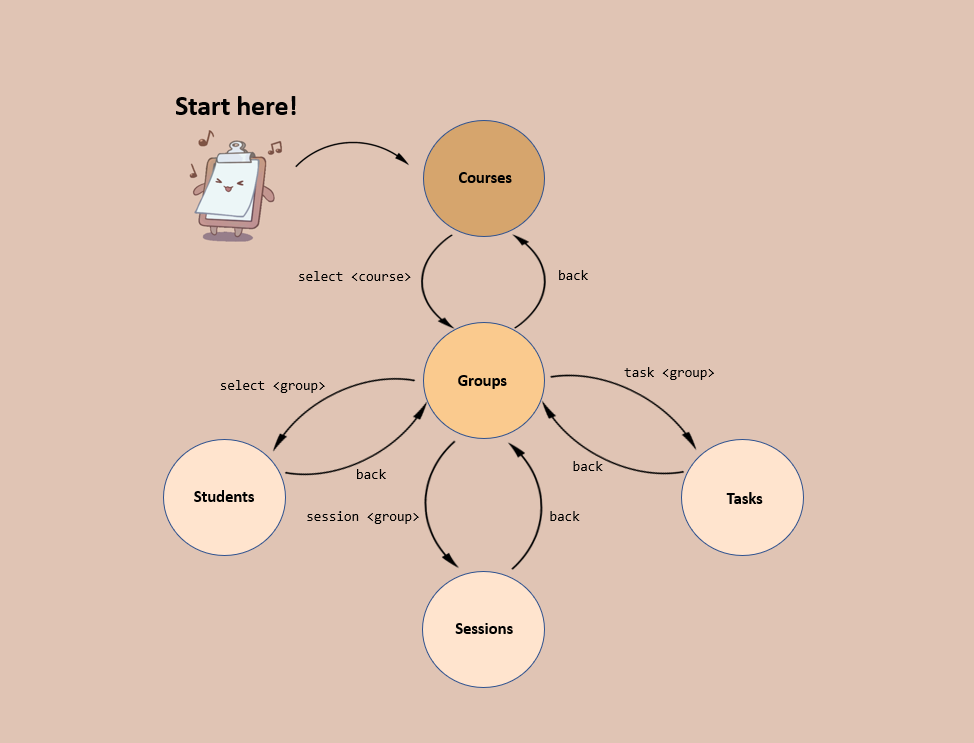 Start here!
Courses
select <course>
back
Groups
select <group>
task <group>
back
back
Students
session <group>
back
Tasks
Sessions